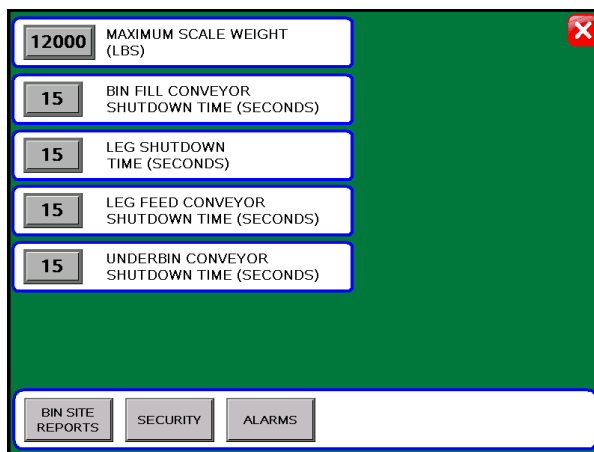 12000
MAXIMUM SCALE WEIGHT
(LBS)
15
BIN FILL CONVEYOR
SHUTDOWN TIME (SECONDS)
15
LEG SHUTDOWN
TIME (SECONDS)
15
LEG FEED CONVEYOR
SHUTDOWN TIME (SECONDS)
15
UNDERBIN CONVEYOR
SHUTDOWN TIME (SECONDS)
BIN SITE
REPORTS
SECURITY
ALARMS